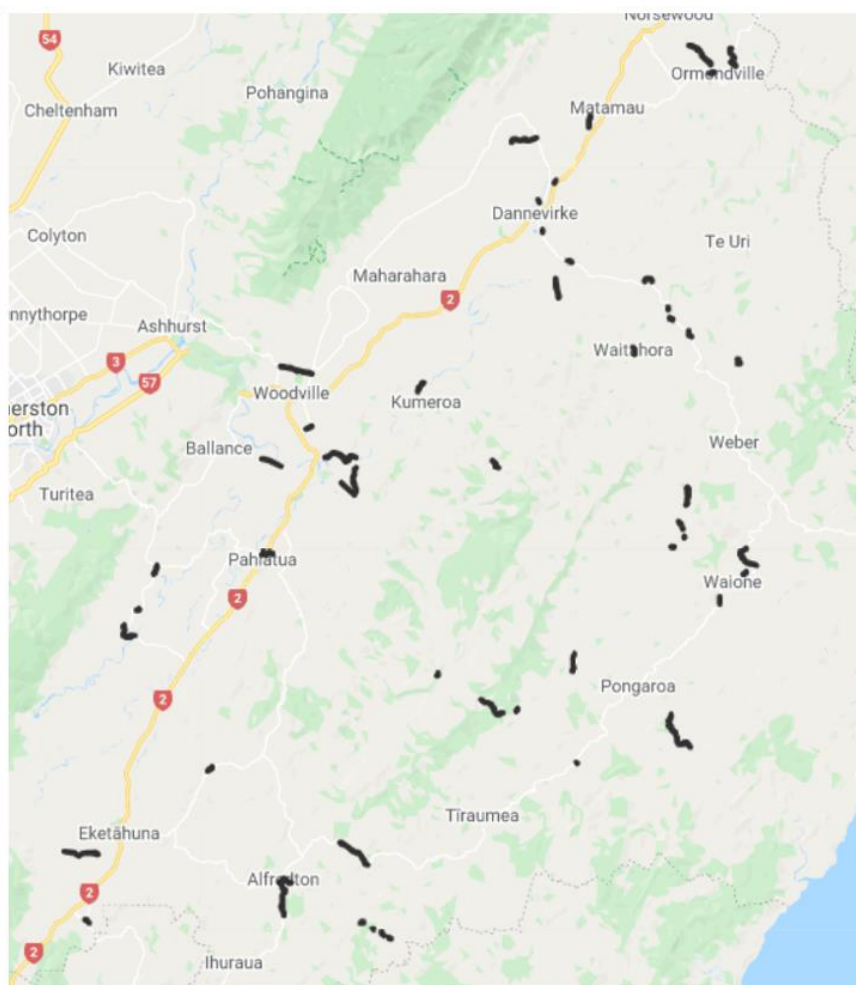 Norsewood
54
Kiwitea
Ormondville
Pohangina
Cheltenham
Matamau
Dannevirke
Colyton
Te Uri
Maharahara
2
nnythorpe
Ashhurst
3
Waitahora
57
Woodville
Kumeroa
erston
orth
Ballance
Weber
Turitea
Pahiatua
Waione
2
Pongaroa
2
Tīraumea
Eketāhuna
Alfredton
2
Ihuraua
2